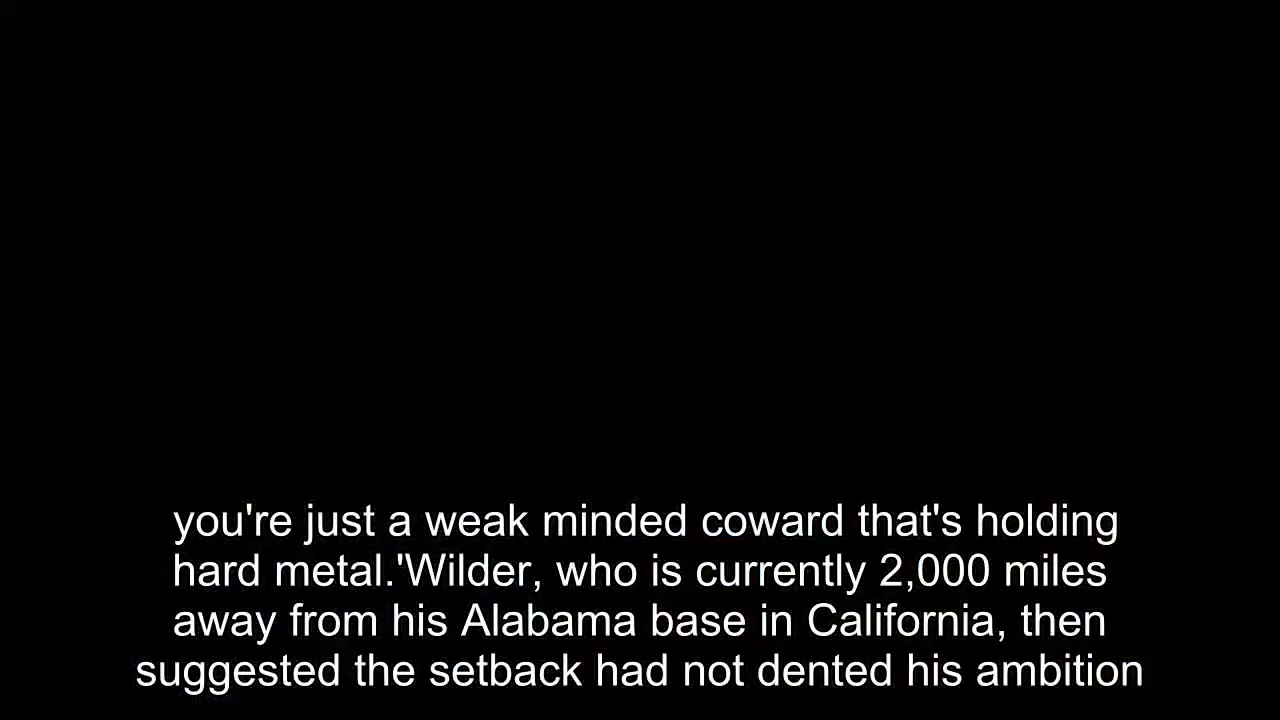 you're just a weak minded coward that's holding
hard metal.'Wilder, who is currently 2,000 miles
away from his Alabama base in California, then
suggested the setback had not dented his ambition